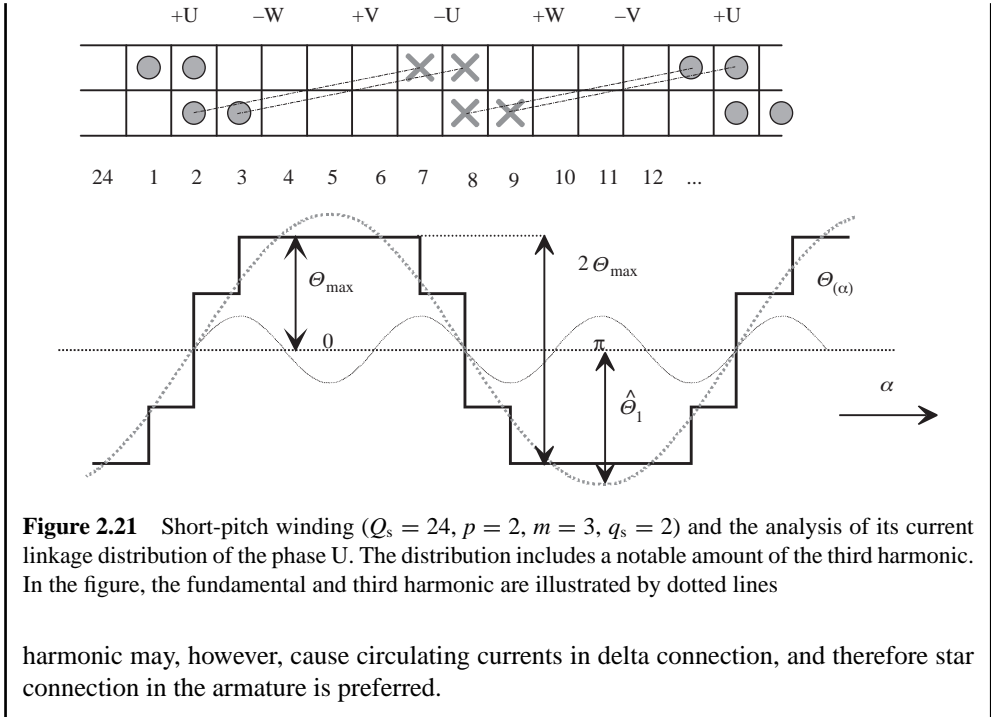 +U –W +V –U +W –V +U
24 1 2 3 4 5 6 7 8 9 10 11 12 ...
Θmax
2 Θmax
Θ(α)
0
π
Θ̂1
α
Figure 2.21 Short-pitch winding (Qs = 24, p = 2, m = 3, qs = 2) and the analysis of its current
linkage distribution of the phase U. The distribution includes a notable amount of the third harmonic.
In the figure, the fundamental and third harmonic are illustrated by dotted lines
harmonic may, however, cause circulating currents in delta connection, and therefore star
connection in the armature is preferred.